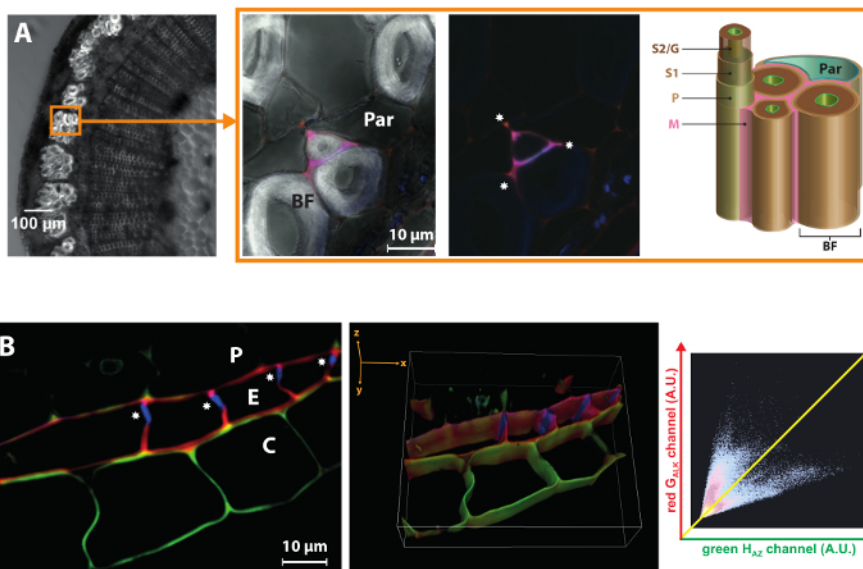 A
100 µm
Par
BF
10 µm
*
*
*
S2/G
S1
P
M
Par
BF
B
P
E
C
*
*
*
*
10 µm
z
x
y
red G_ALK channel (A.U.)
green H_AZ channel (A.U.)